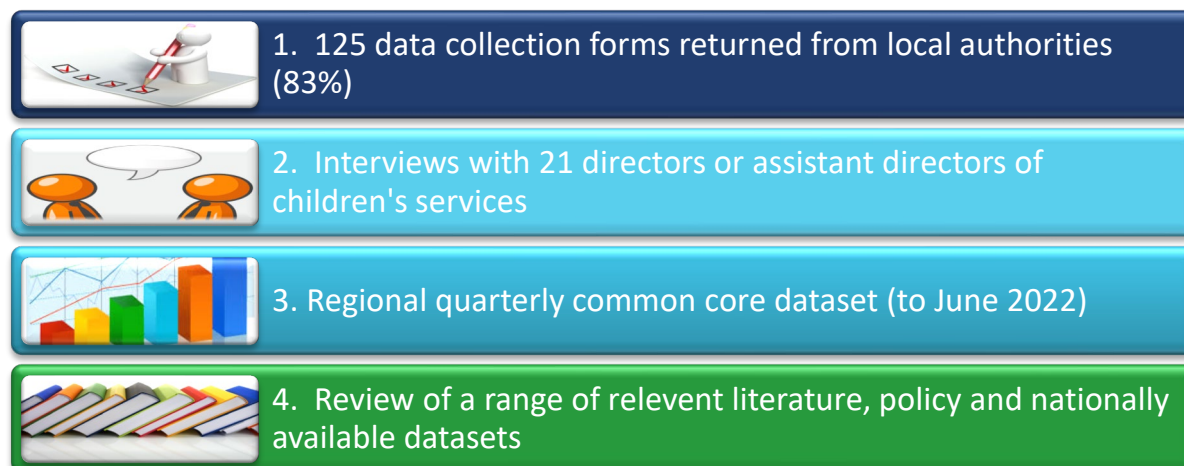 1. 125 data collection forms returned from local authorities
(83%)
2. Interviews with 21 directors or assistant directors of
children's services
3. Regional quarterly common core dataset (to June 2022)
4. Review of a range of relevent literature, policy and nationally
available datasets